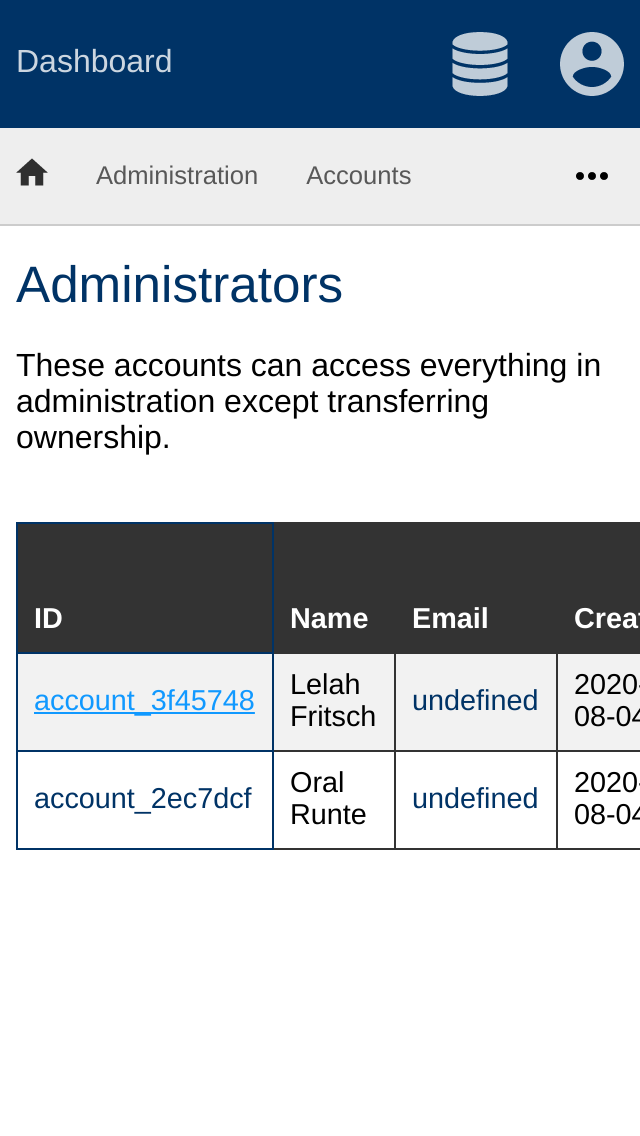 Dashboard
Administration Accounts
Administrators
These accounts can access everything in
administration except transferring
ownership.
ID Name Email
account_3f45748 Lelah Fritsch undefined 2020-08-04
account_2ec7dcf Oral Runte undefined 2020-08-04